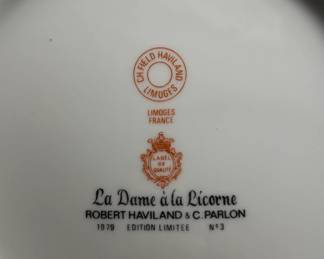 CH. FIELD HAVILAND
LIMOGES
LIMOGES
FRANCE
LABEL
DE
QUALITÉ
La Dame à la Licorne
ROBERT HAVILAND & C. PARLON
1979 EDITION LIMITEE Nº3